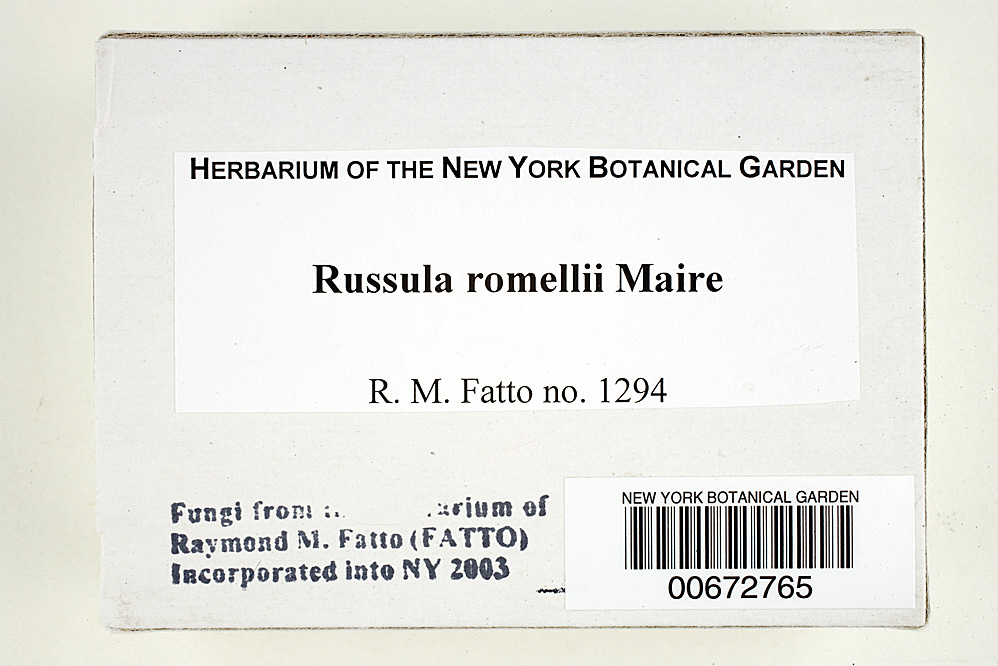 HERBARIUM OF THE NEW YORK BOTANICAL GARDEN
Russula romellii Maire
R. M. Fatto no. 1294
Fungi from of
Raymond M. Fatto (FATTO)
Incorporated into NY 2003
NEW YORK BOTANICAL GARDEN
00672765